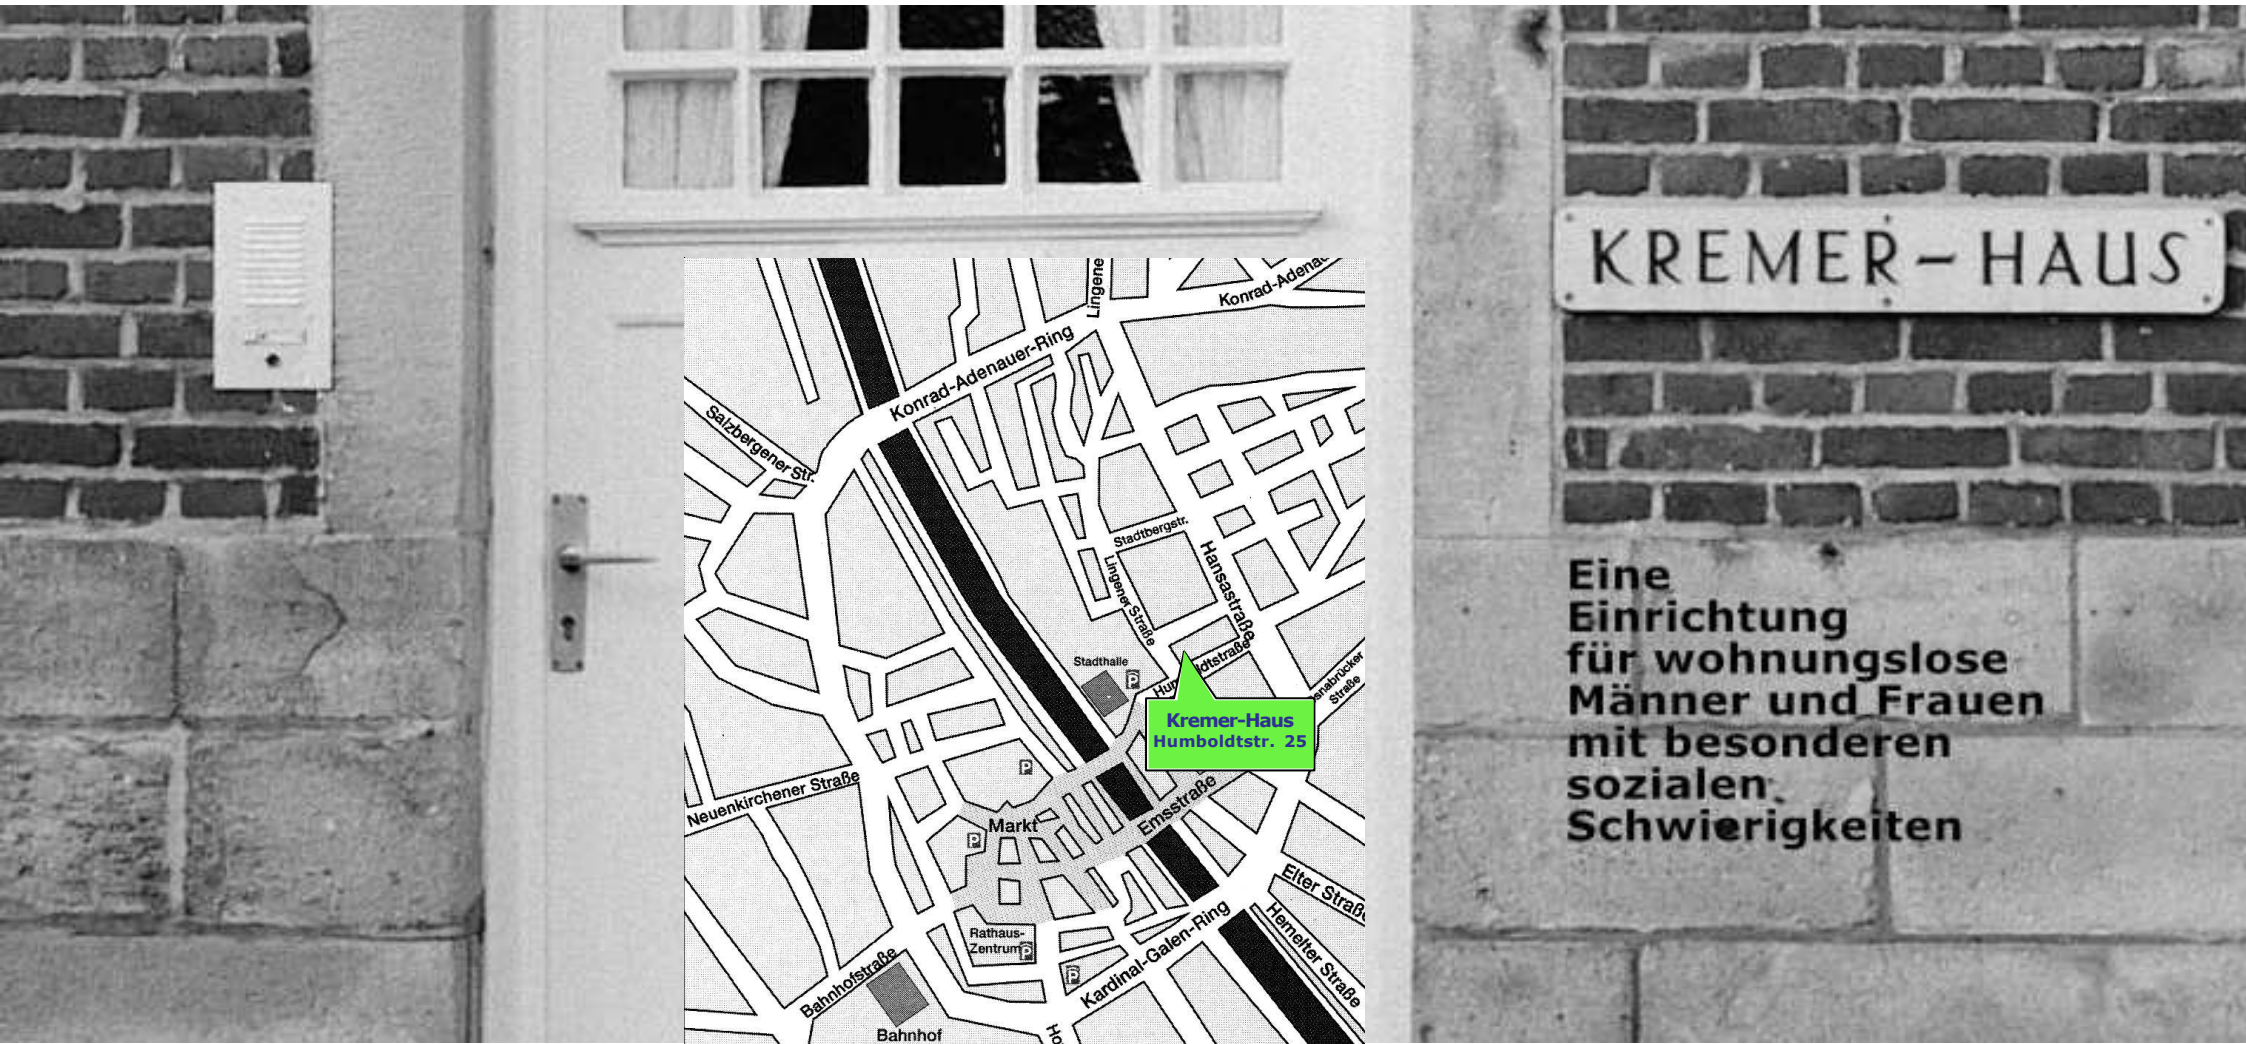 KREMER-HAUS
Lingene
Konrad-Adenau
Konrad-Adenauer-Ring
Salzbergener Str.
Stadtbergstr.
Hansastraße
Lingener Straße
Stadthalle
P
Kremer-Haus
Humboldtstr. 25
Neuenkirchener Straße
P
Emsstraße
Markt
P
Elter Straße
Hemelter Straße
Rathaus-
Zentrum P
P
Kardinal-Galen-Ring
Bahnhofstraße
Bahnhof
Eine
Einrichtung
für wohnungslose
Männer und Frauen
mit besonderen
sozialen
Schwierigkeiten